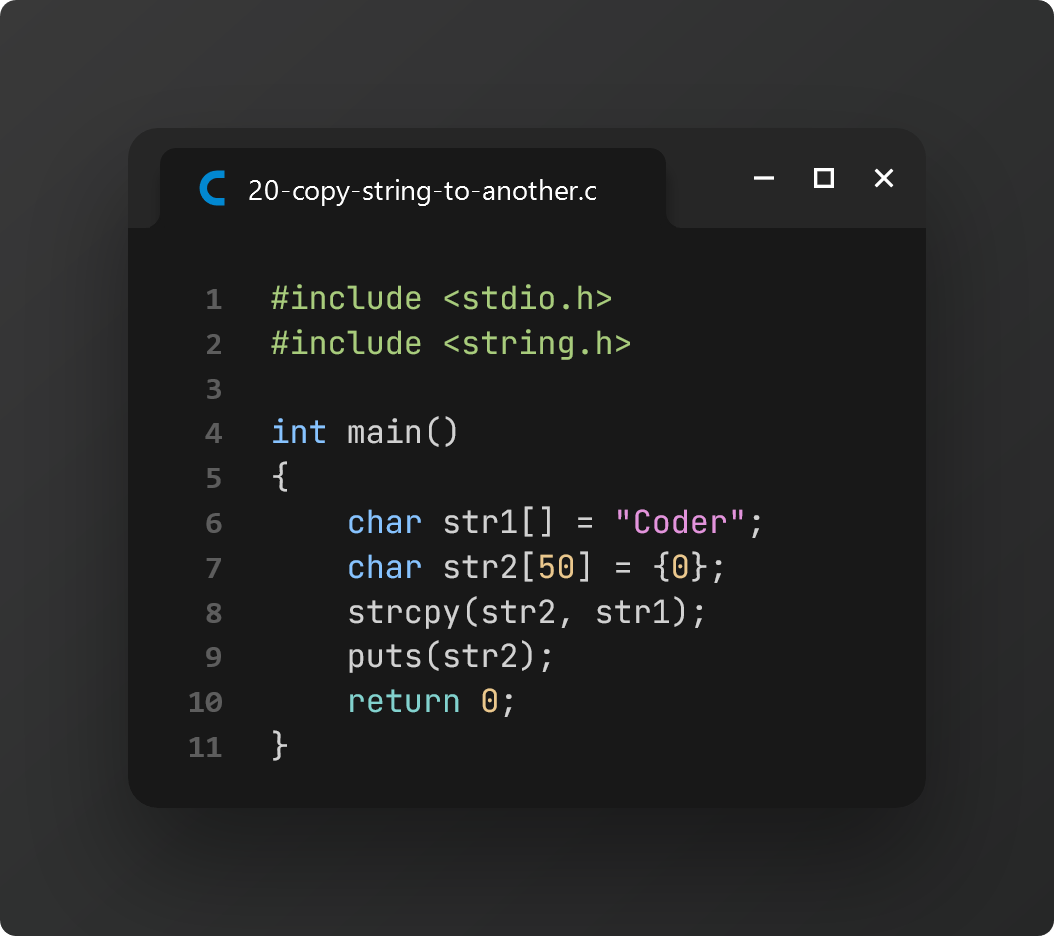 20-copy-string-to-another.c
1 #include <stdio.h>
2 #include <string.h>
3
4 int main()
5 {
6     char str1[] = "Coder";
7     char str2[50] = {0};
8     strcpy(str2, str1);
9     puts(str2);
10     return 0;
11 }